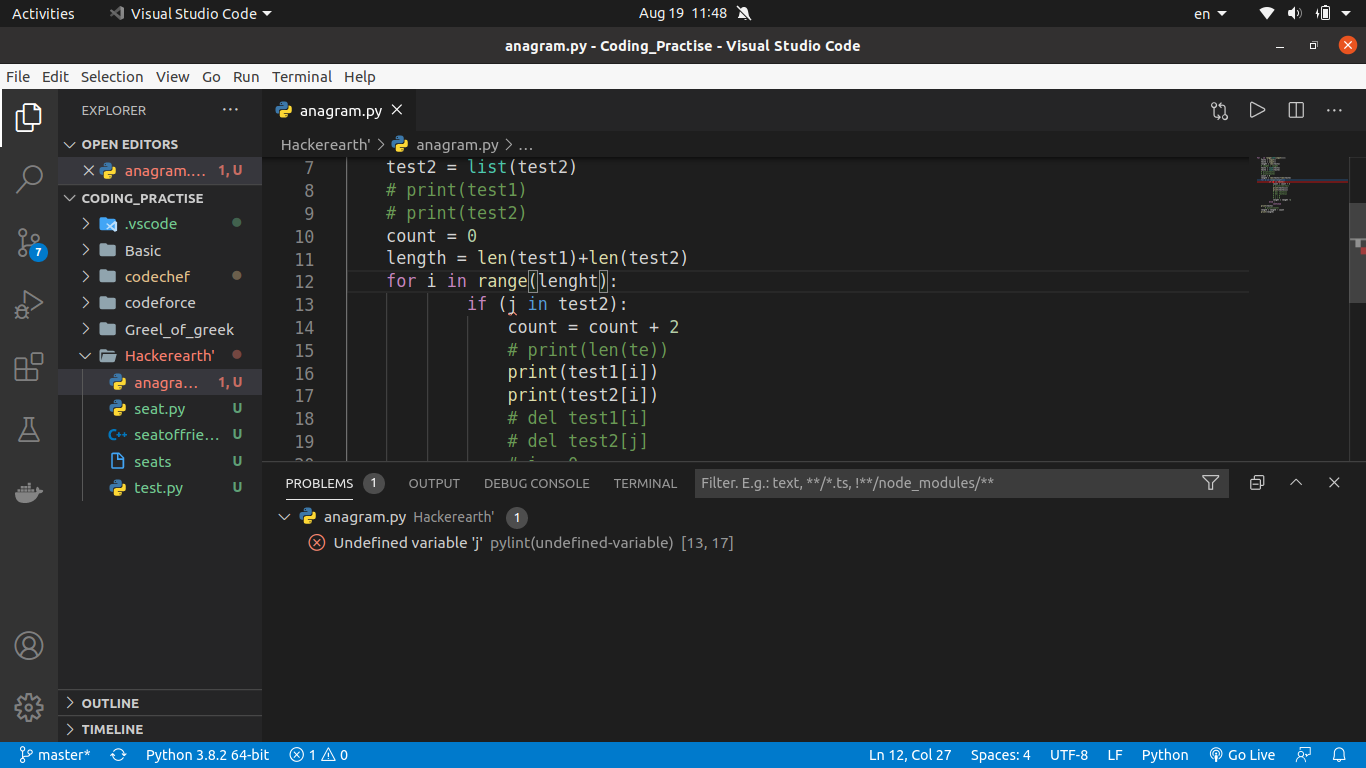 Activities Visual Studio Code Aug 19 11:48 en
anagram.py - Coding_Practise - Visual Studio Code
File Edit Selection View Go Run Terminal Help
EXPLORER
OPEN EDITORS
anagram.... 1, U
CODING_PRACTISE
.vscode
Basic
codechef
codeforce
Greel_of_greek
Hackerearth'
anagra... 1, U
seat.py U
C++ seatoffrie... U
seats U
test.py U
OUTLINE
TIMELINE
7
anagram.py
Hackerearth' > anagram.py > ...
7 test2 = list(test2)
8 # print(test1)
9 # print(test2)
10 count = 0
11 length = len(test1)+len(test2)
12 for i in range(lenght):
13 if (j in test2):
14 count = count + 2
15 # print(len(te))
16 print(test1[i])
17 print(test2[i])
18 # del test1[i]
19 # del test2[j]
PROBLEMS 1 OUTPUT DEBUG CONSOLE TERMINAL Filter. E.g.: text, **/*.ts, !**/node_modules/**
anagram.py Hackerearth' 1
Undefined variable 'j' pylint(undefined-variable) [13, 17]
master* Python 3.8.2 64-bit 1 0 Ln 12, Col 27 Spaces: 4 UTF-8 LF Python Go Live